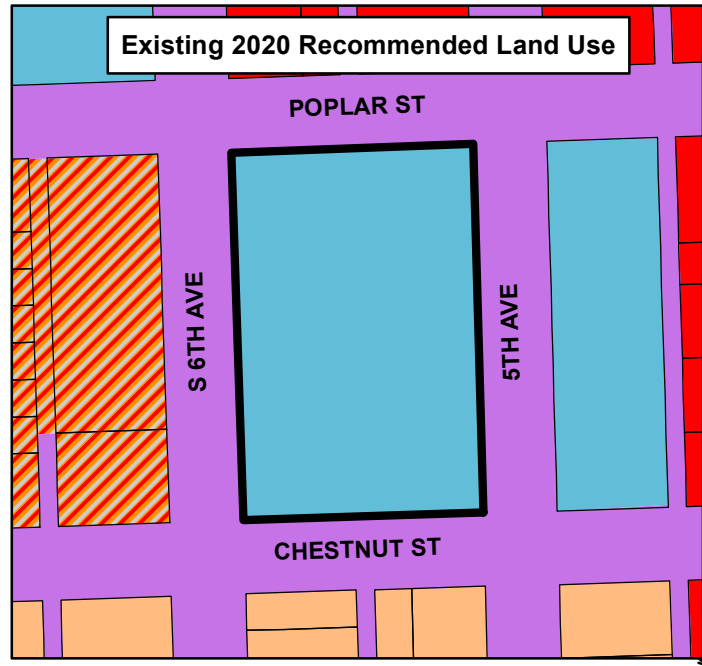 Existing 2020 Recommended Land Use
POPLAR ST
S 6TH AVE
5TH AVE
CHESTNUT ST